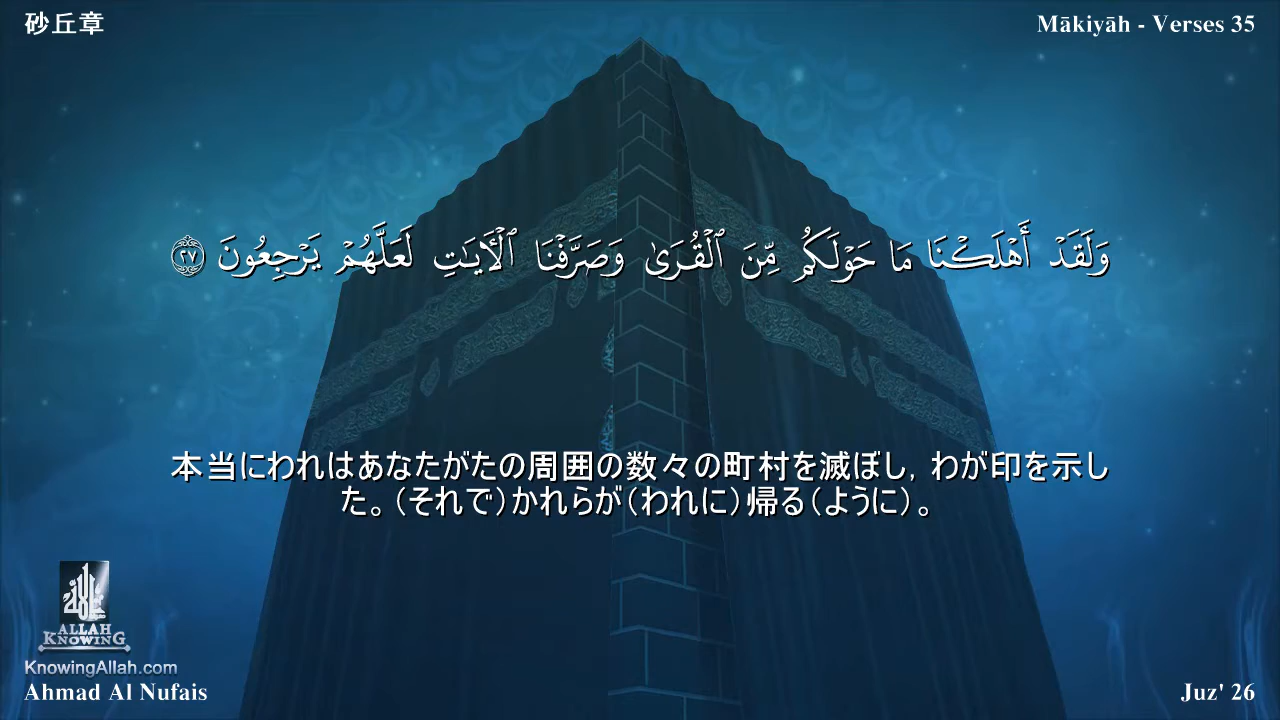 砂丘章
Mākiyāh - Verses 35
وَلَقَدْ أَهْلَكْنَا مَا حَوْلَكُم مِّنَ ٱلْقُرَىٰ وَصَرَّفْنَا ٱلْـَٔايَـٰتِ لَعَلَّهُمْ يَرْجِعُونَ ٢٧
本当にわれはあなたがたの周囲の数々の町村を滅ぼし, わが印を示し
た。(それで)かれらが(われに)帰る(ように)。
ALLAH
KNOWING
KnowingAllah.com
Ahmad Al Nufais
Juz' 26